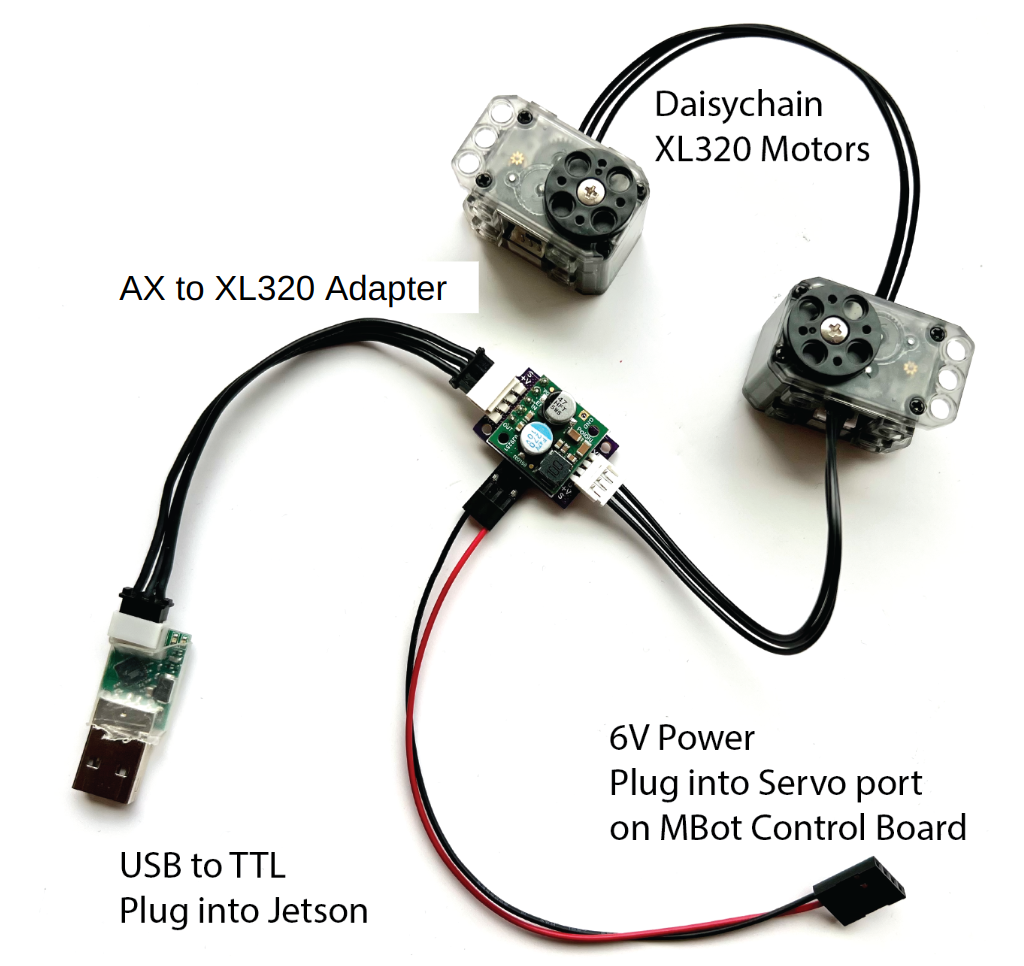 Daisychain
XL320 Motors
AX to XL320 Adapter
6V Power
Plug into Servo port
on MBot Control Board
USB to TTL
Plug into Jetson